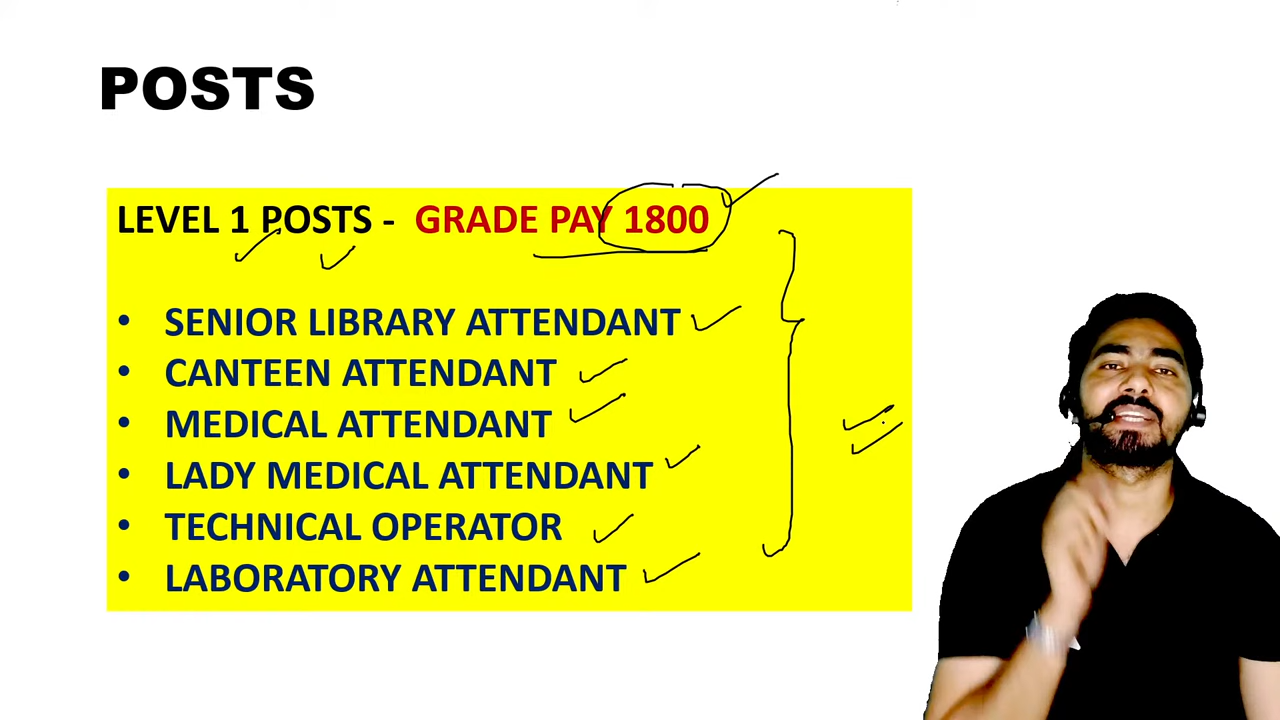 POSTS
LEVEL 1 POSTS - GRADE PAY 1800
• SENIOR LIBRARY ATTENDANT
• CANTEEN ATTENDANT
• MEDICAL ATTENDANT
• LADY MEDICAL ATTENDANT
• TECHNICAL OPERATOR
• LABORATORY ATTENDANT